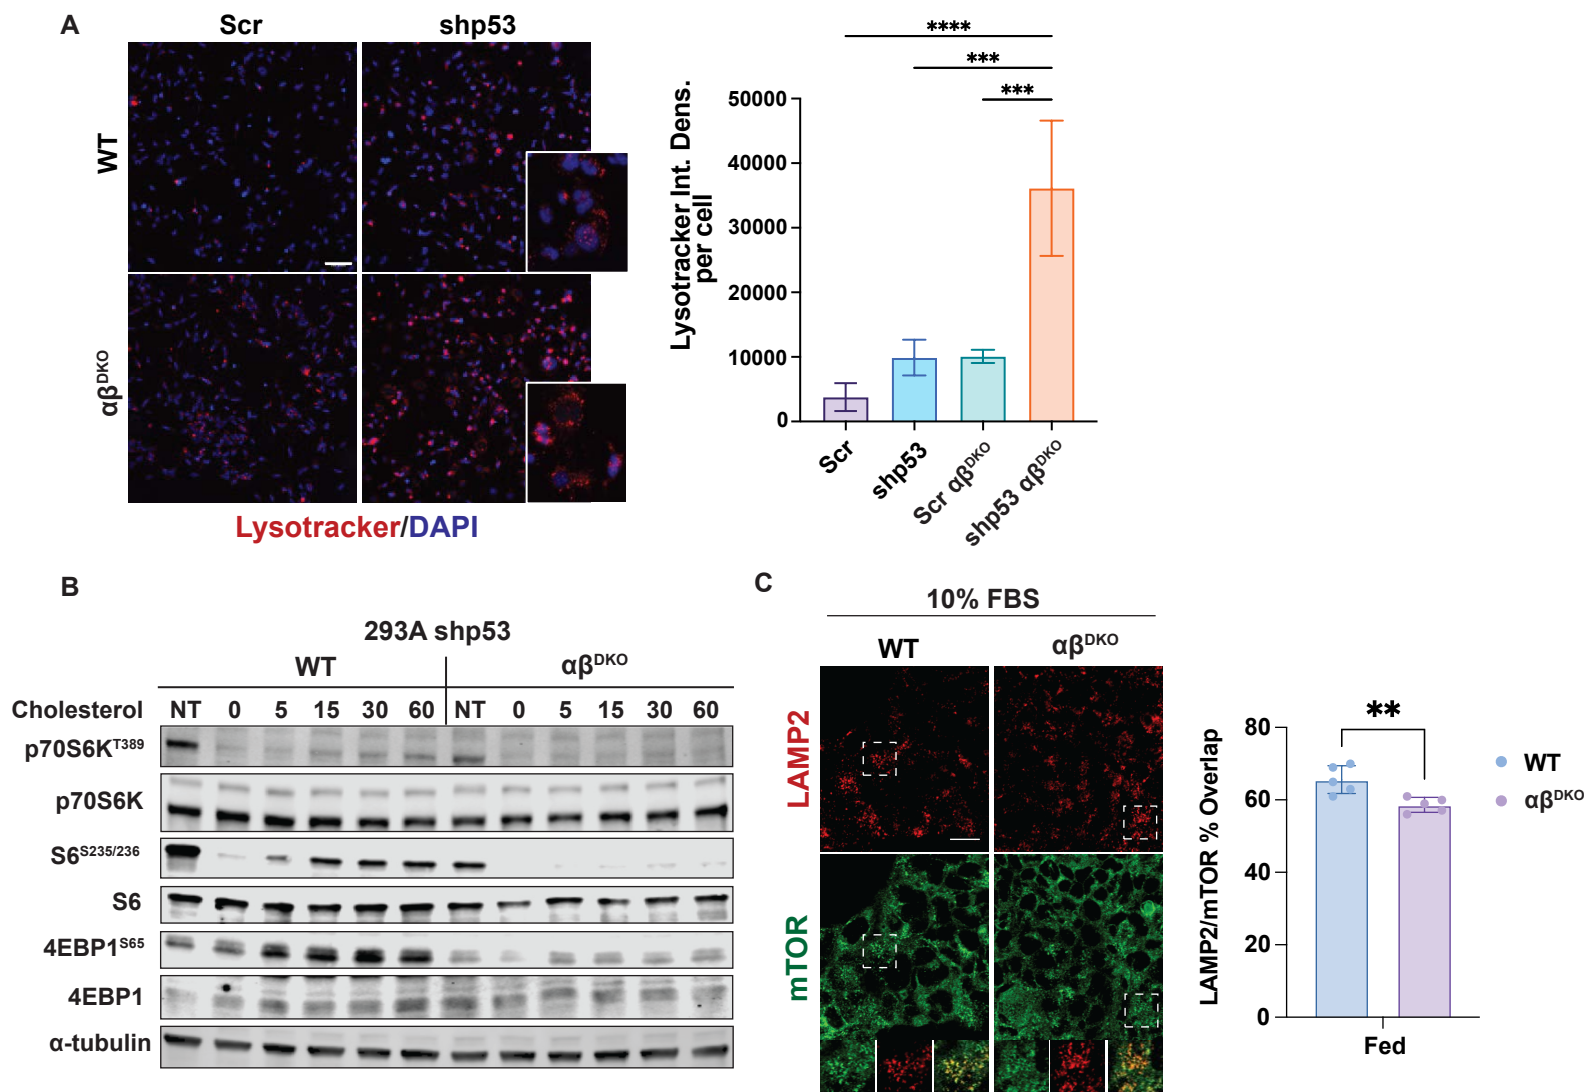 A
Scr
shp53
WT
αβDKO
Lysotracker/DAPI
****
***
***
Lysotracker Int. Dens.
per cell
50000
40000
30000
20000
10000
0
Scr
shp53
Scr αβDKO
shp53 αβDKO
B
293A shp53
WT
αβDKO
Cholesterol NT 0 5 15 30 60 NT 0 5 15 30 60
p70S6KT389
p70S6K
S6S235/236
S6
4EBP1S65
4EBP1
α-tubulin
C
10% FBS
WT
αβDKO
LAMP2
mTOR
LAMP2/mTOR % Overlap
80
60
40
20
0
**
Fed
WT
αβDKO